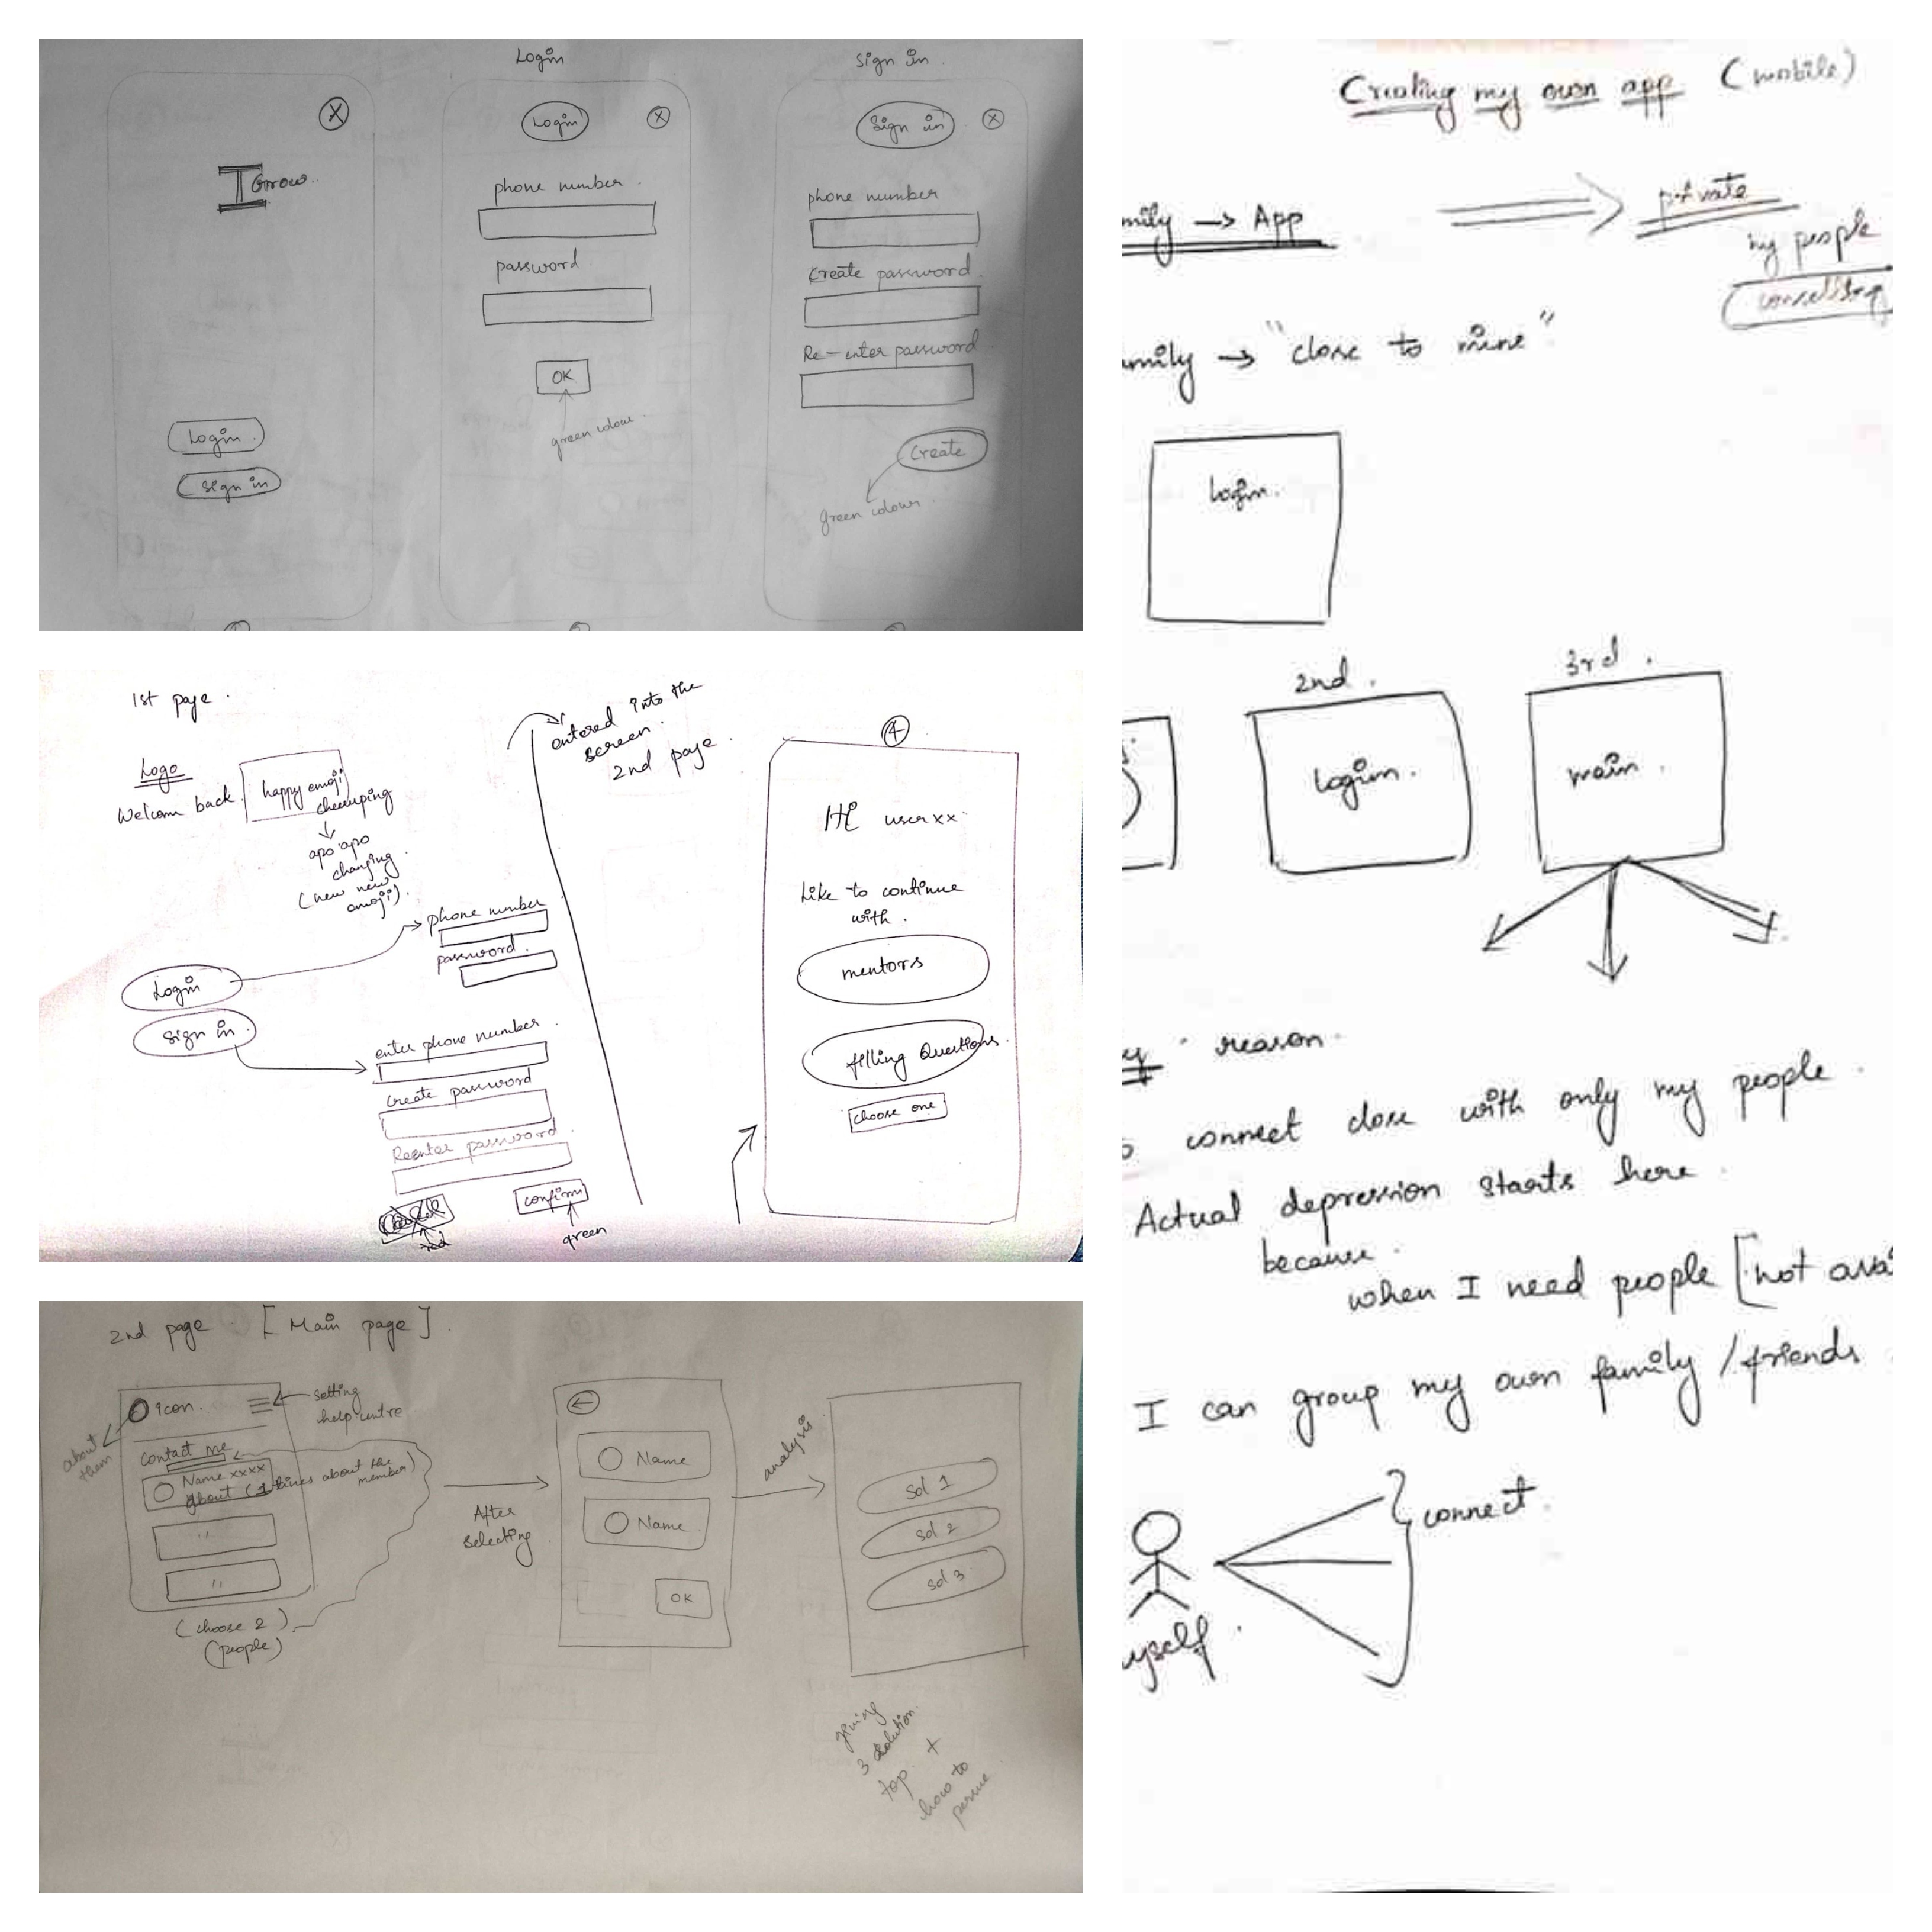 Login
Sign in.
X
I Grow..
Login.
Sign in
Login
X
phone number.
password
OK
green colour.
Sign in
X
phone number
Create password.
Re-enter password
Create
green colour.
1st page.
Logo
Welcom back.
happy emoji
cheeruping
apo apo
changing.
(new new
emoji).
Login
Sign in.
phone number
password.
enter phone number.
Create password
Reenter password.
red
confirm
green
entered into the
screen.
2nd page.
4
Hi user xx.
Like to continue
with.
mentors
filling Questions.
choose one
2nd page [Main page].
icon.
setting
help centre
about
them
contact me
Name xxxx
About (1 lines about the
member)
"
"
(choose 2)
(people)
After
selecting
Name
Name
OK
analysis
sol 1
sol 2
sol 3
giving
3 solution
top. +
how to
Creating my own app (mobile)
mily → App
private
my people
amily → "close to mine"
login.
2nd.
3rd.
login.
main.
reason.
connect close with only my people.
Actual depression starts here.
because.
when I need people [not ava
I can group my own family/friends
connect.
yself.